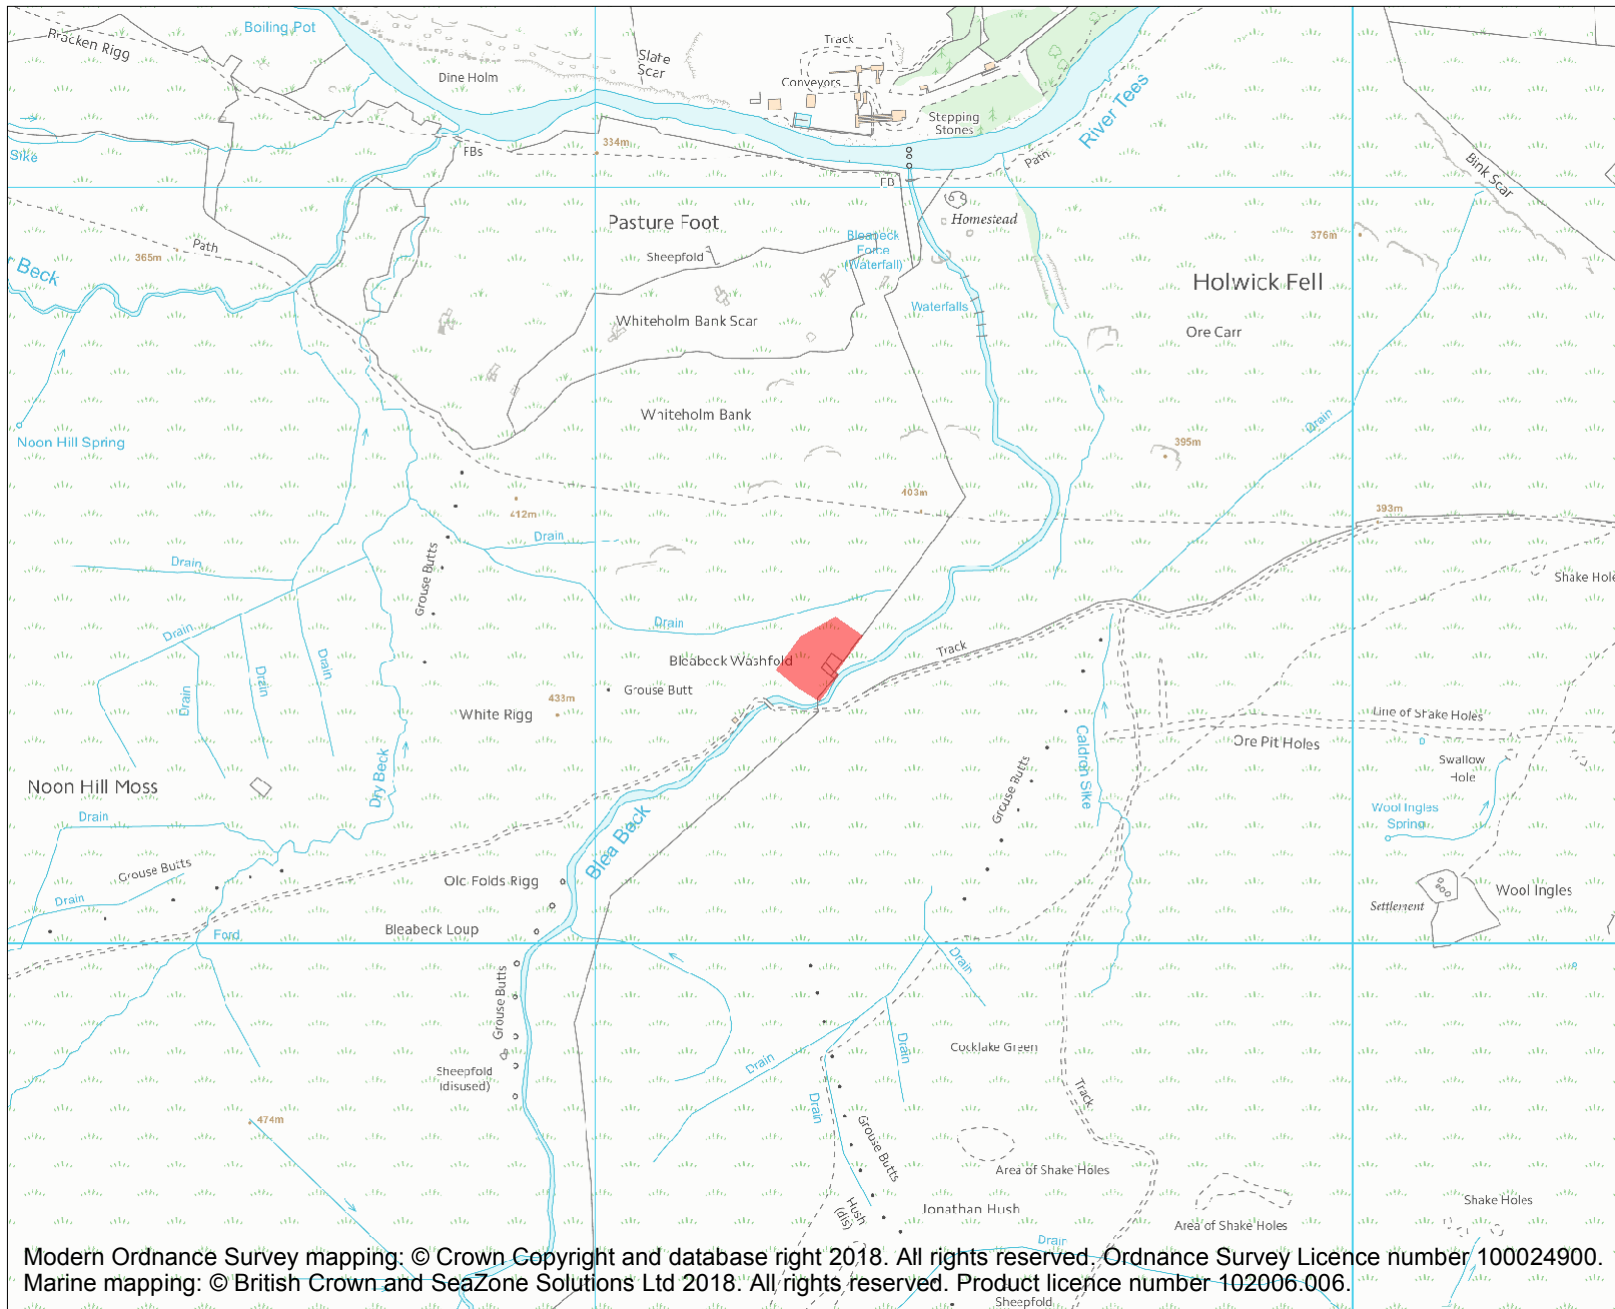 Boiling Pot
Bracken Rigg
Dine Holm
Slate
Scar
Track
Conveyors
Stepping
Stones
River Tees
Path
Bink Scar
Sike
FBs
334m
FB
Homestead
Pasture Foot
Sheepfold
Bleabeck
Force
(Waterfall)
Path
365m
Beck
376m
Holwick Fell
Waterfalls
Whiteholm Bank Scar
Ore Carr
Whiteholm Bank
Drain
Noon Hill Spring
395m
403m
412m
393m
Drain
Grouse Butts
Drain
Shake Hole
Drain
Drain
Drain
Drain
Drain
Bleabeck Washfold
Track
Grouse Butt
433m
White Rigg
Line of Shake Holes
Ore Pit Holes
Caldron Sike
Swallow
Hole
Dry Beck
Noon Hill Moss
Grouse Butts
Drain
Wool Ingles
Spring
Blea Beck
Grouse Butts
Old Folds Rigg
Wool Ingles
Settlement
Drain
Ford
Bleabeck Loup
Drain
Grouse Butts
Drain
Cocklake Green
Drain
Sheepfold
(disused)
Drain
Track
474m
Grouse Butts
Area of Shake Holes
Hush
(dis)
Jonathan Hush
Shake Holes
Area of Shake Holes
Drain
Modern Ordnance Survey mapping: © Crown Copyright and database right 2018. All rights reserved. Ordnance Survey Licence number 100024900.
Marine mapping: © British Crown and SeaZone Solutions Ltd 2018. All rights reserved. Product licence number 102006.006.
Sheepfold